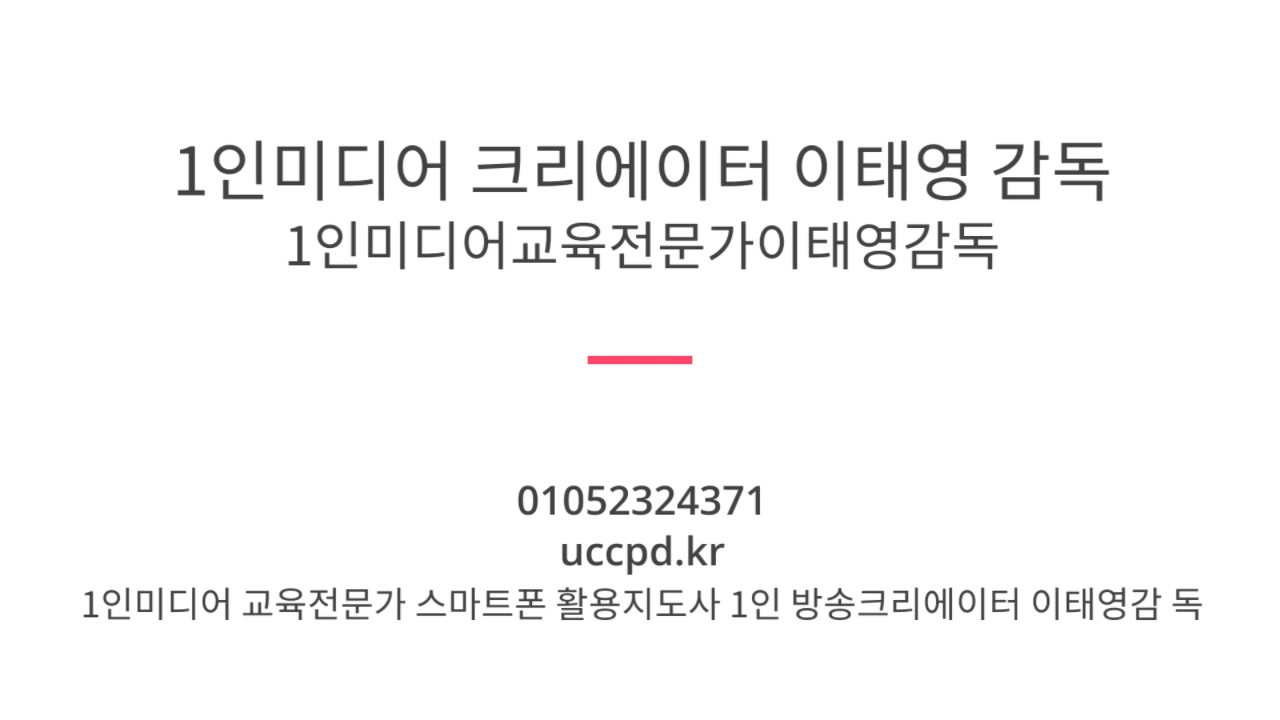 1인미디어 크리에이터 이태영 감독
1인미디어교육전문가이태영감독
01052324371
uccpd.kr
1인미디어 교육전문가 스마트폰 활용지도사 1인 방송크리에이터 이태영감 독